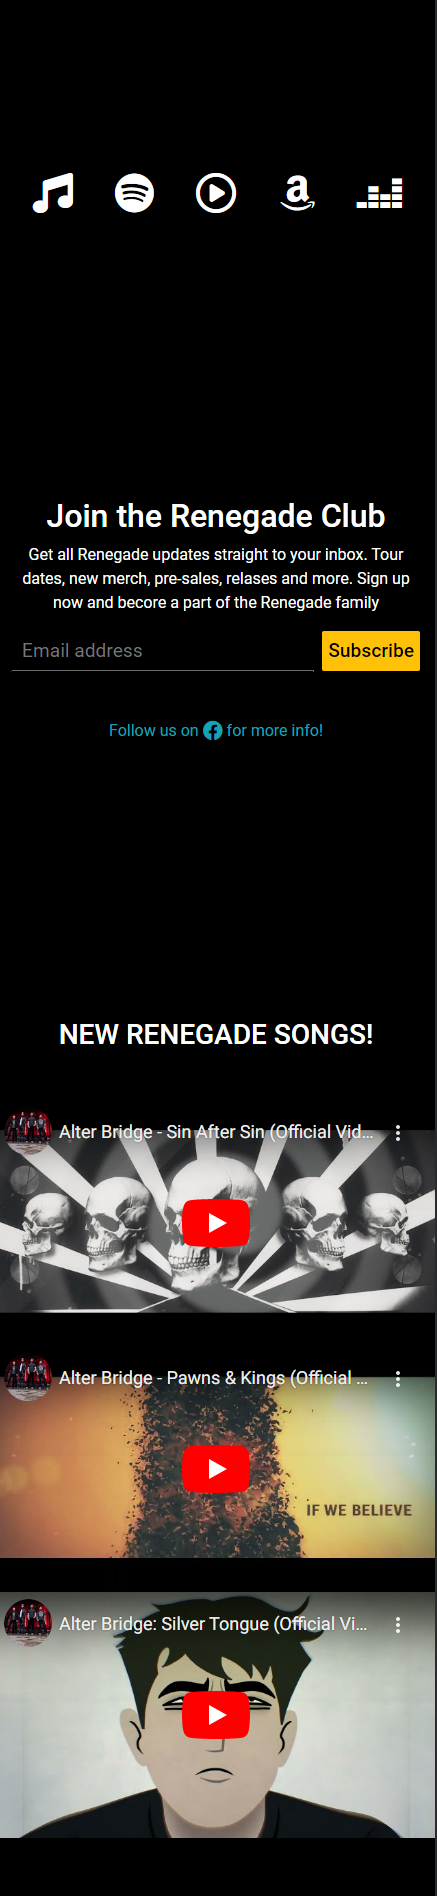 Join the Renegade Club
Get all Renegade updates straight to your inbox. Tour
dates, new merch, pre-sales, relases and more. Sign up
now and becore a part of the Renegade family
Email address
Subscribe
Follow us on for more info!
NEW RENEGADE SONGS!
Alter Bridge - Sin After Sin (Official Vid...
Alter Bridge - Pawns & Kings (Official ...
IF WE BELIEVE
Alter Bridge: Silver Tongue (Official Vi...